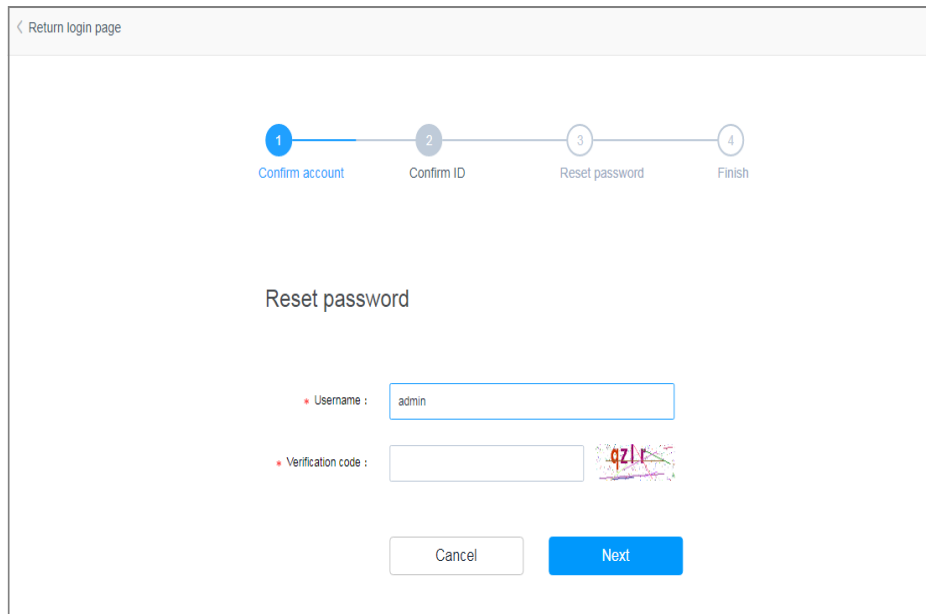 Return login page
1 2 3 4
Confirm account Confirm ID Reset password Finish
Reset password
* Username :
admin
* Verification code :
qzlr
Cancel Next